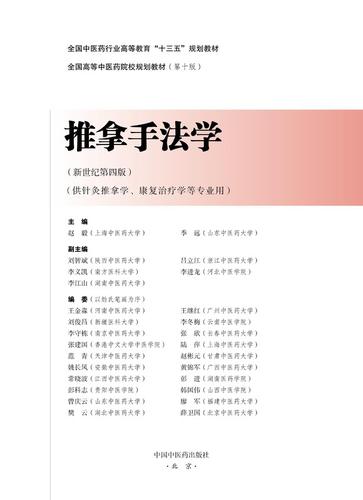 全国中医药行业高等教育“十三五”规划教材
全国高等中医药院校规划教材（第十版）
推拿手法学
（新世纪第四版）
（供针灸推拿学、康复治疗学等专业用）
主 编
赵 毅（上海中医药大学） 季 远（山东中医药大学）
副主编
刘智斌（陕西中医药大学） 吕立江（浙江中医药大学）
李义凯（南方医科大学） 李进龙（河北中医学院）
李江山（湖南中医药大学）
编 委（以姓氏笔画为序）
王金淼（河南中医药大学） 王继红（广州中医药大学）
刘俊昌（新疆医科大学） 李冬梅（云南中医学院）
李守栋（南京中医药大学） 张 欣（长春中医药大学）
张建国（香港中文大学中医学院） 陆 萍（上海中医药大学）
范 青（天津中医药大学） 赵彬元（甘肃中医药大学）
姚长风（安徽中医药大学） 黄锦军（广西中医药大学）
常晓波（江西中医药大学） 彭 进（湖南医药学院）
彭科志（贵阳中医学院） 韩国伟（山西中医学院）
曾庆云（山东中医药大学） 廖 军（福建中医药大学）
樊 云（湖北中医药大学） 薛卫国（北京中医药大学）
中国中医药出版社
·北 京·